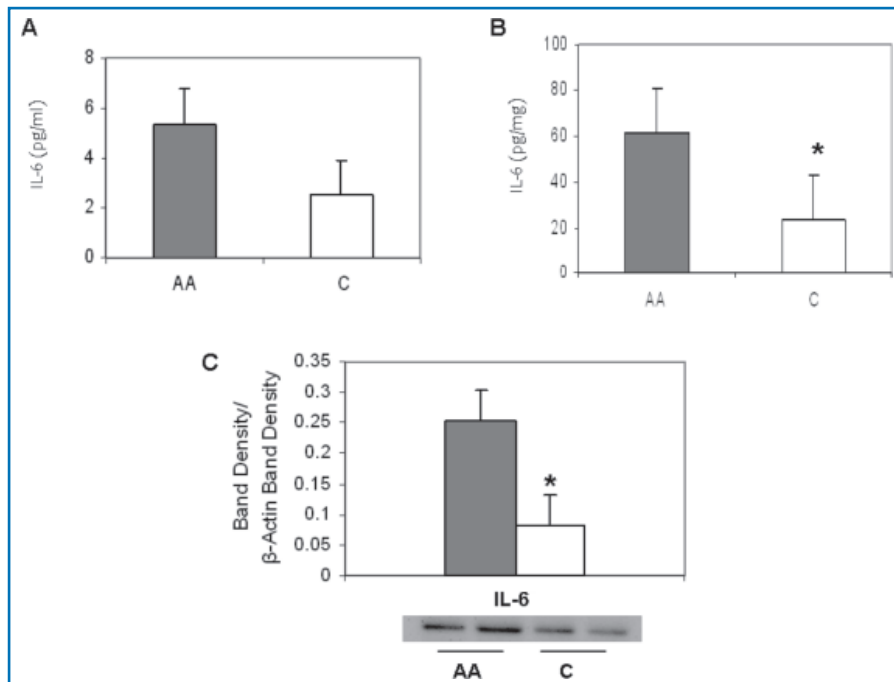 A
8
6
4
2
0
IL-6 (pg/ml)
AA C
B
100
80
60
40
20
0
IL-6 (pg/mg)
*
AA C
C
0.35
0.3
0.25
0.2
0.15
0.1
0.05
0
Band Density/
β-Actin Band Density
*
IL-6
AA C